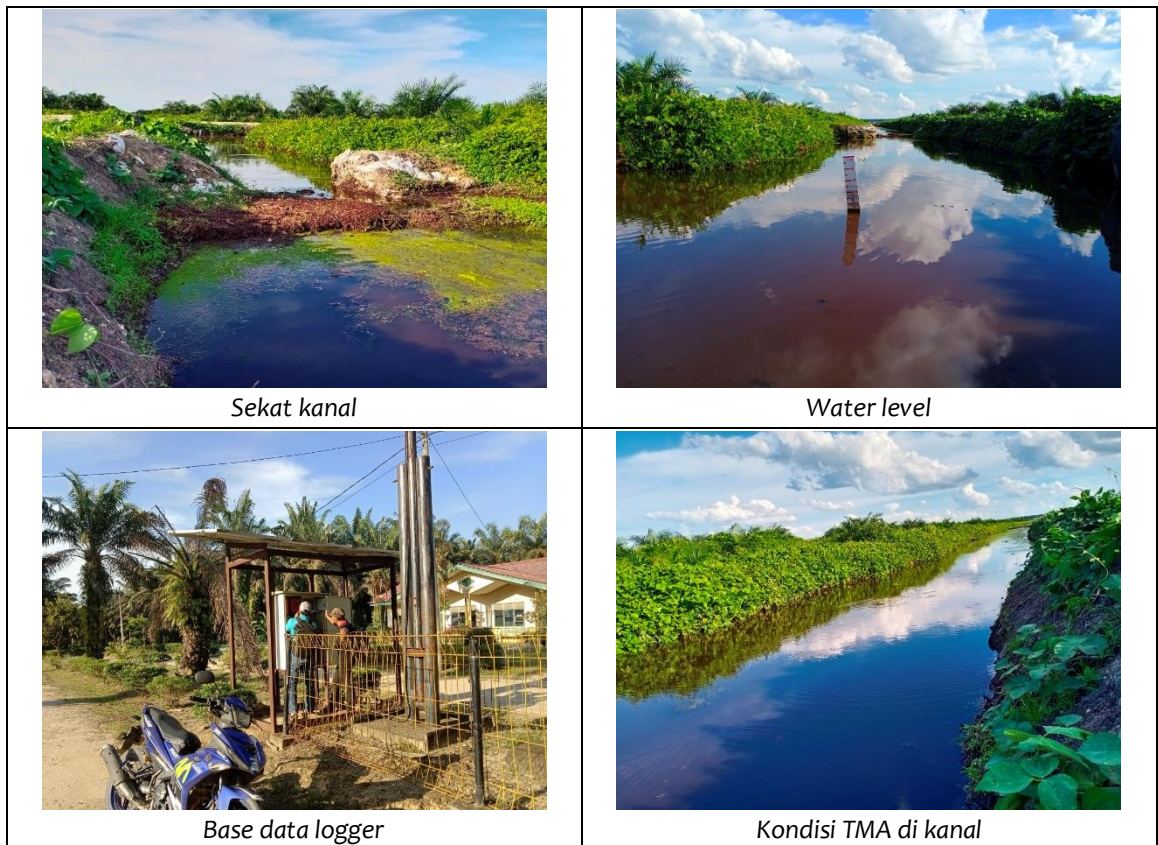 Sekat kanal
Water level
Base data logger
Kondisi TMA di kanal